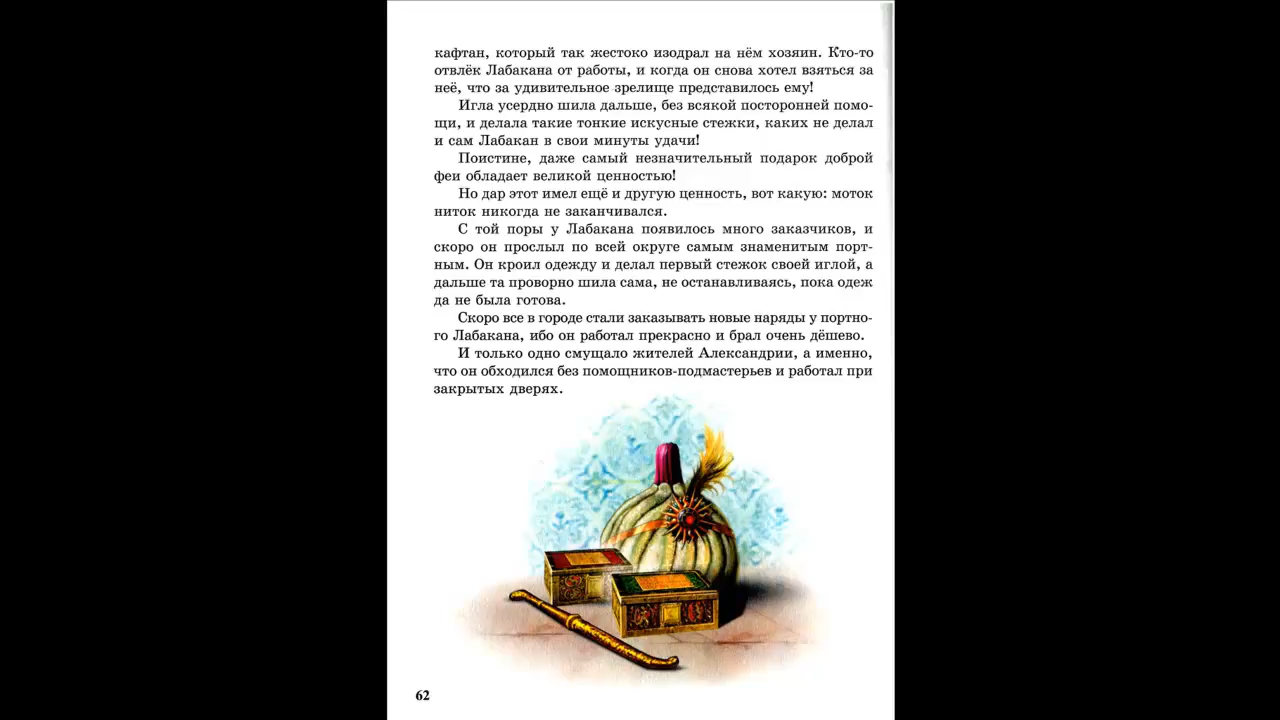 кафтан, который так жестоко изодрал на нём хозяин. Кто-то
отвлёк Лабакана от работы, и когда он снова хотел взяться за
неё, что за удивительное зрелище представилось ему!
Игла усердно шила дальше, без всякой посторонней помо-
щи, и делала такие тонкие искусные стежки, каких не делал
и сам Лабакан в свои минуты удачи!
Поистине, даже самый незначительный подарок доброй
феи обладает великой ценностью!
Но дар этот имел ещё и другую ценность, вот какую: моток
ниток никогда не заканчивался.
С той поры у Лабакана появилось много заказчиков, и
скоро он прослыл по всей округе самым знаменитым порт-
ным. Он кроил одежду и делал первый стежок своей иглой, а
дальше та проворно шила сама, не останавливаясь, пока одеж
да не была готова.
Скоро все в городе стали заказывать новые наряды у портно-
го Лабакана, ибо он работал прекрасно и брал очень дёшево.
И только одно смущало жителей Александрии, а именно,
что он обходился без помощников-подмастерьев и работал при
закрытых дверях.
62